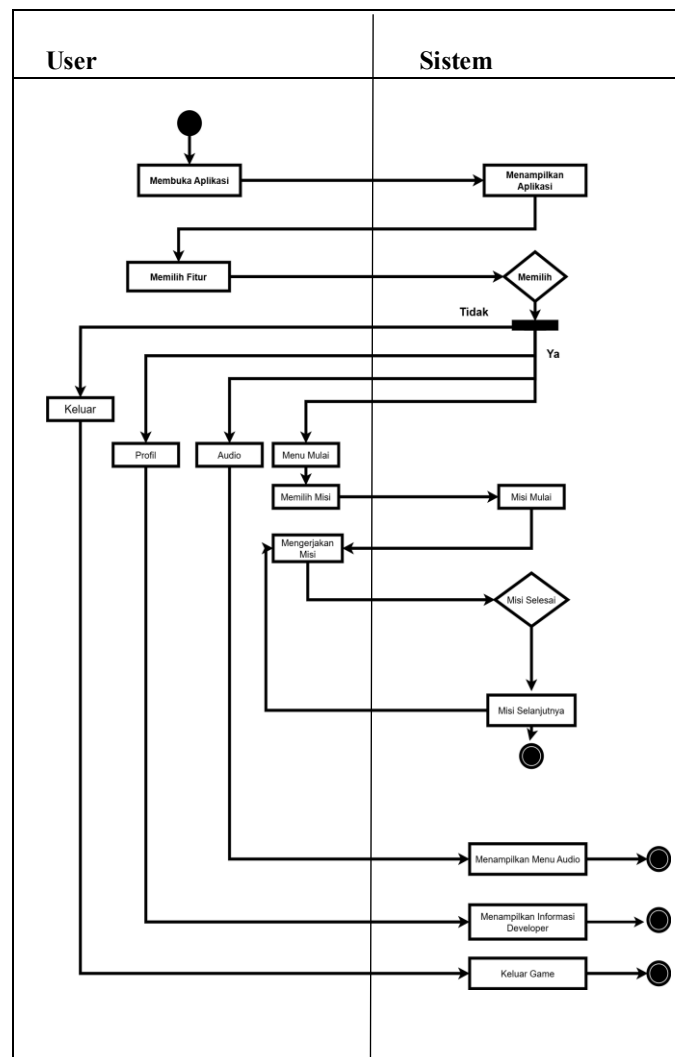 User
Sistem
Membuka Aplikasi
Menampilkan
Aplikasi
Memilih Fitur
Memilih
Tidak
Ya
Keluar
Profil
Audio
Menu Mulai
Memilih Misi
Misi Mulai
Mengerjakan
Misi
Misi Selesai
Misi Selanjutnya
Menampilkan Menu Audio
Menampilkan Informasi
Developer
Keluar Game